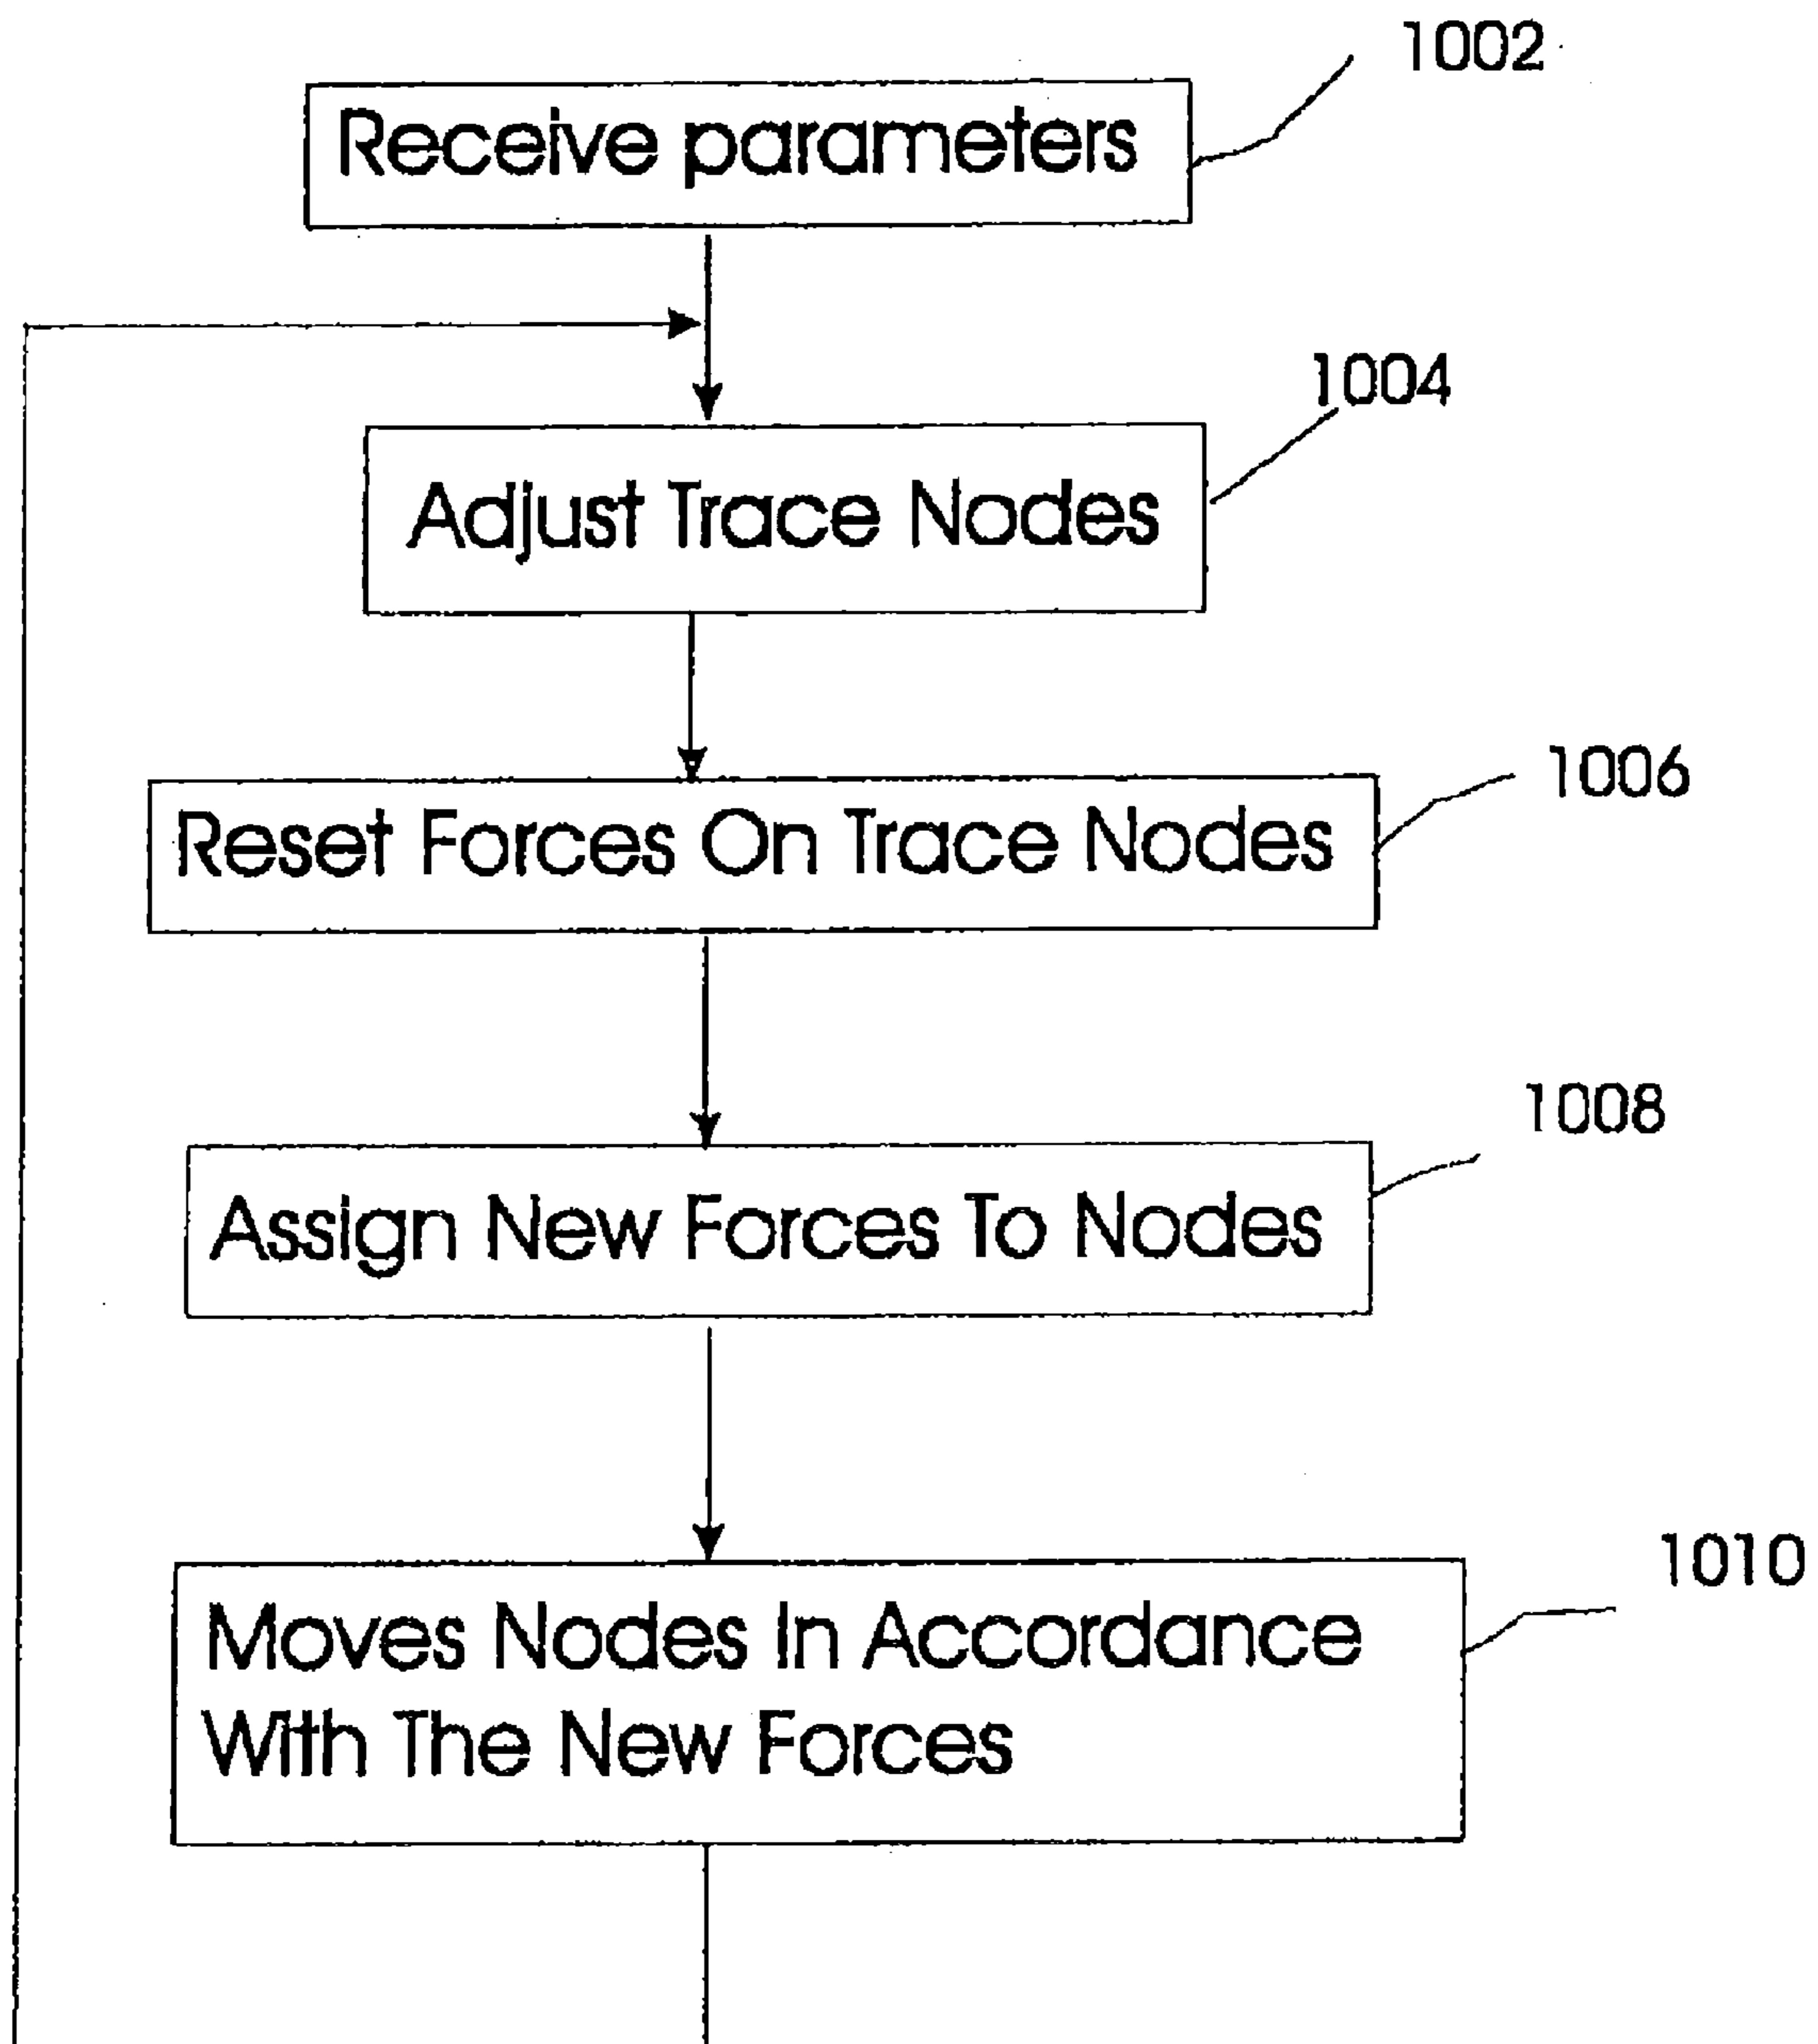 1002
Receive parameters
1004
Adjust Trace Nodes
1006
Reset Forces On Trace Nodes
1008
Assign New Forces To Nodes
1010
Moves Nodes In Accordance
With The New Forces